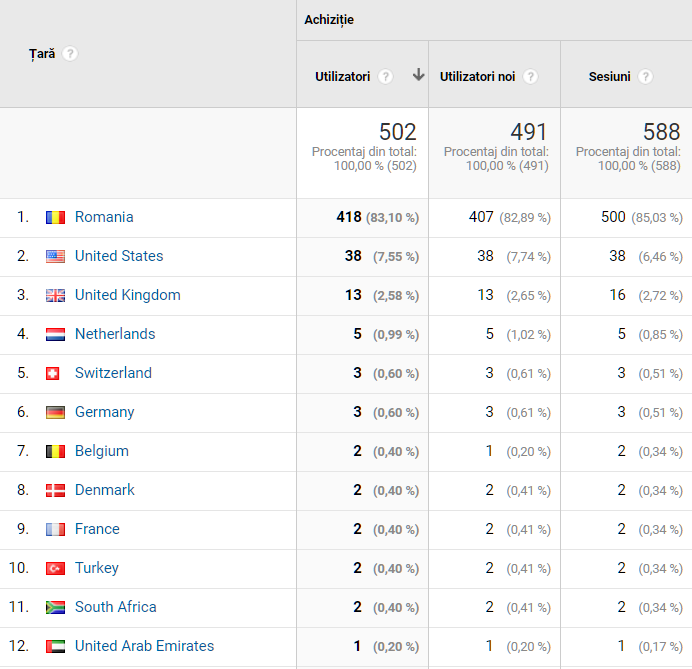 Achiziție
Țară ?
Utilizatori ? Utilizatori noi ? Sesiuni ?
502 491 588
Procentaj din total: Procentaj din total: Procentaj din total:
100,00 % (502) 100,00 % (491) 100,00 % (588)
1. Romania 418 (83,10 %) 407 (82,89 %) 500 (85,03 %)
2. United States 38 (7,55 %) 38 (7,74 %) 38 (6,46 %)
3. United Kingdom 13 (2,58 %) 13 (2,65 %) 16 (2,72 %)
4. Netherlands 5 (0,99 %) 5 (1,02 %) 5 (0,85 %)
5. Switzerland 3 (0,60 %) 3 (0,61 %) 3 (0,51 %)
6. Germany 3 (0,60 %) 3 (0,61 %) 3 (0,51 %)
7. Belgium 2 (0,40 %) 1 (0,20 %) 2 (0,34 %)
8. Denmark 2 (0,40 %) 2 (0,41 %) 2 (0,34 %)
9. France 2 (0,40 %) 2 (0,41 %) 2 (0,34 %)
10. Turkey 2 (0,40 %) 2 (0,41 %) 2 (0,34 %)
11. South Africa 2 (0,40 %) 2 (0,41 %) 2 (0,34 %)
12. United Arab Emirates 1 (0,20 %) 1 (0,20 %) 1 (0,17 %)